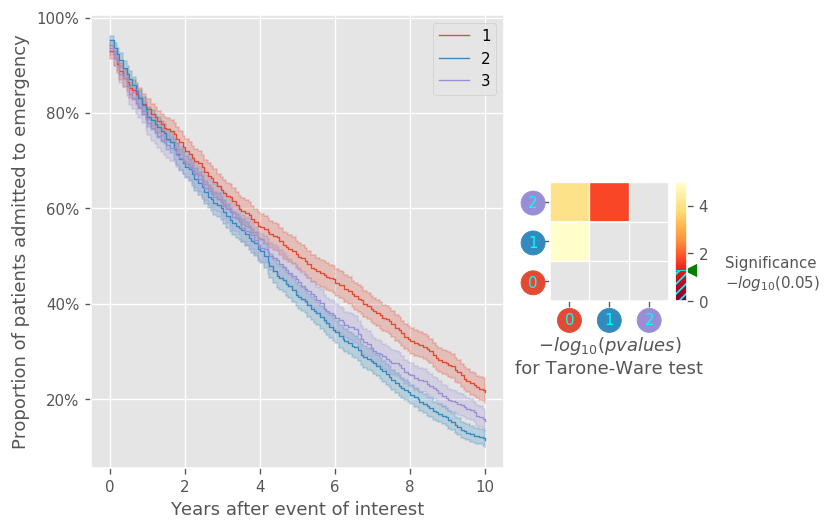 100%
80%
60%
40%
20%
Proportion of patients admitted to emergency
0 2 4 6 8 10
Years after event of interest
1
2
3
2
1
0
0 1 2
4
2
0
Significance
−log₁₀(0.05)
−log₁₀(pvalues)
for Tarone-Ware test